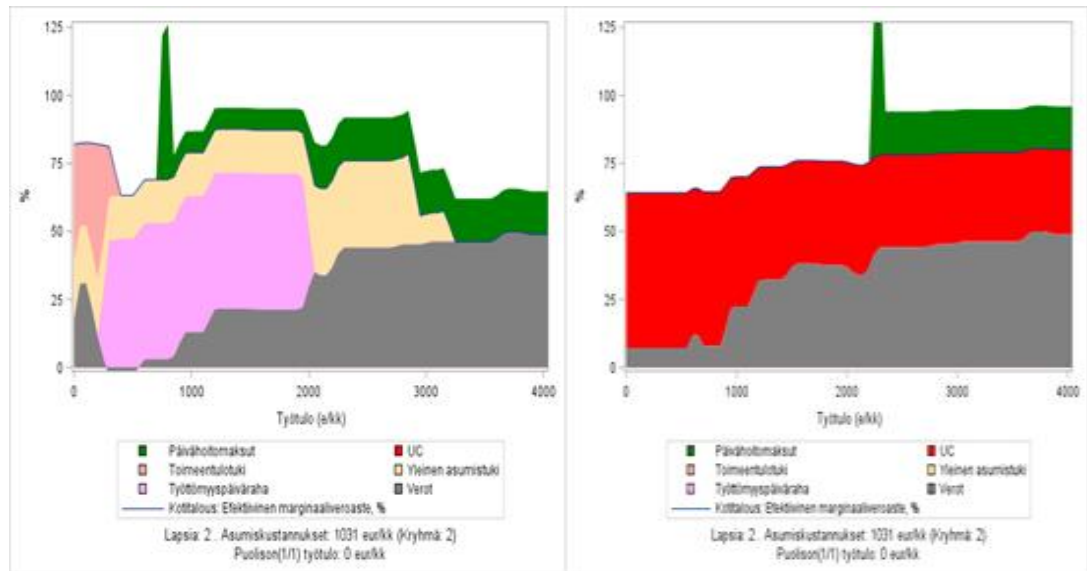 125
100
75
50
25
0
%
0
1000
2000
3000
4000
Työtulo (e/kk)
Päivähoitomaksut
UC
Toimeentulotuki
Yleinen asumistuki
Työttömyyspäiväraha
Verot
Kotitalous: Efektiivinen marginaaliveroaste, %
Lapsia: 2 . Asumiskustannukset: 1031 eur/kk (Kryhmä: 2)
Puolison(1/1) työtulo: 0 eur/kk
125
100
75
50
25
0
%
0
1000
2000
3000
4000
Työtulo (e/kk)
Päivähoitomaksut
UC
Toimeentulotuki
Yleinen asumistuki
Työttömyyspäiväraha
Verot
Kotitalous: Efektiivinen marginaaliveroaste, %
Lapsia: 2 . Asumiskustannukset: 1031 eur/kk (Kryhmä: 2)
Puolison(1/1) työtulo: 0 eur/kk